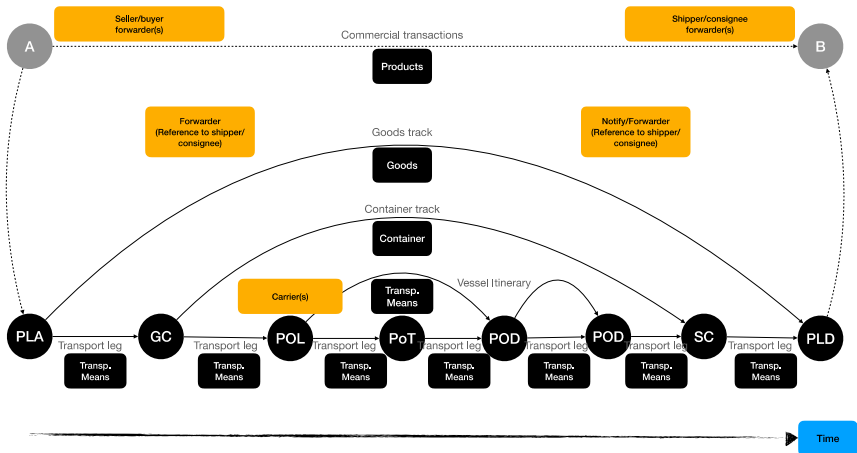 Seller/buyer
forwarder(s)
Shipper/consignee
forwarder(s)
A
Commercial transactions
B
Products
Forwarder
(Reference to shipper/
consignee)
Notify/Forwarder
(Reference to shipper/
consignee)
Goods track
Goods
Container track
Container
Carrier(s)
Vessel Itinerary
Transp.
Means
PLA
GC
POL
PoT
POD
POD
SC
PLD
Transport leg
Transport leg
Transport leg
Transport leg
Transport leg
Transport leg
Transport leg
Transp.
Means
Transp.
Means
Transp.
Means
Transp.
Means
Transp.
Means
Transp.
Means
Transp.
Means
Time